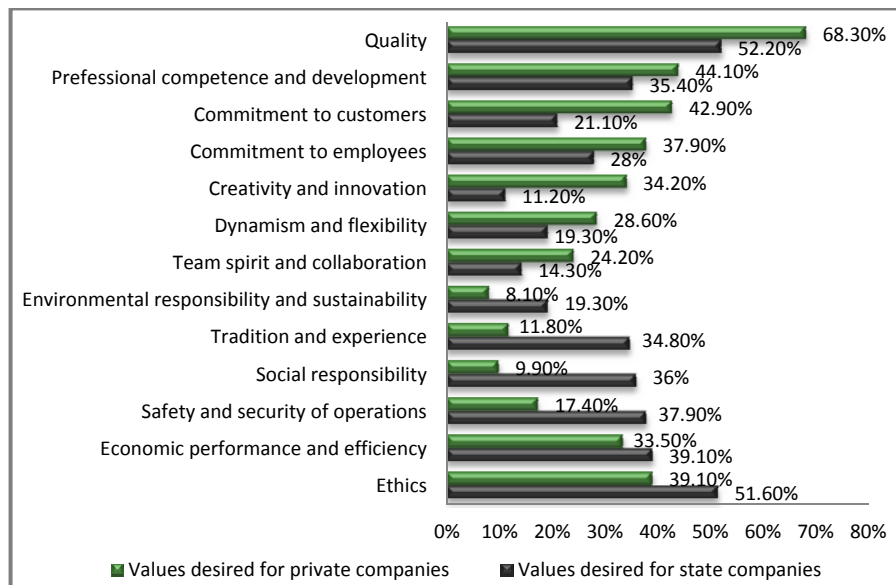 Quality 68.30% 52.20%
Prefessional competence and development 44.10% 35.40%
Commitment to customers 42.90% 21.10%
Commitment to employees 37.90% 28%
Creativity and innovation 34.20% 11.20%
Dynamism and flexibility 28.60% 19.30%
Team spirit and collaboration 24.20% 14.30%
Environmental responsibility and sustainability 8.10% 19.30%
Tradition and experience 11.80% 34.80%
Social responsibility 9.90% 36%
Safety and security of operations 17.40% 37.90%
Economic performance and efficiency 33.50% 39.10%
Ethics 39.10% 51.60%
0% 10% 20% 30% 40% 50% 60% 70% 80%
Values desired for private companies Values desired for state companies